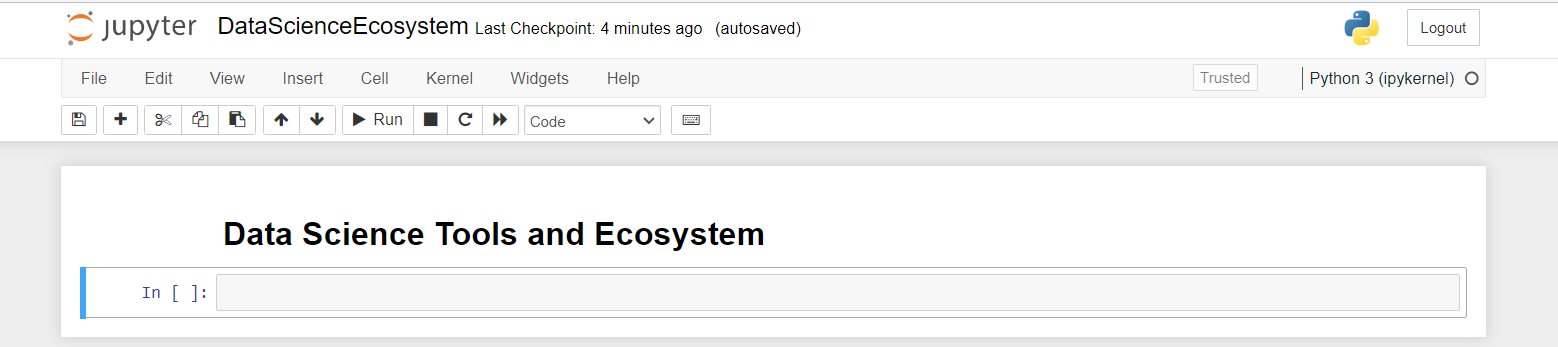 jupyter DataScienceEcosystem Last Checkpoint: 4 minutes ago (autosaved) Logout
File Edit View Insert Cell Kernel Widgets Help Trusted Python 3 (ipykernel)
Run Code
Data Science Tools and Ecosystem
In [ ]: